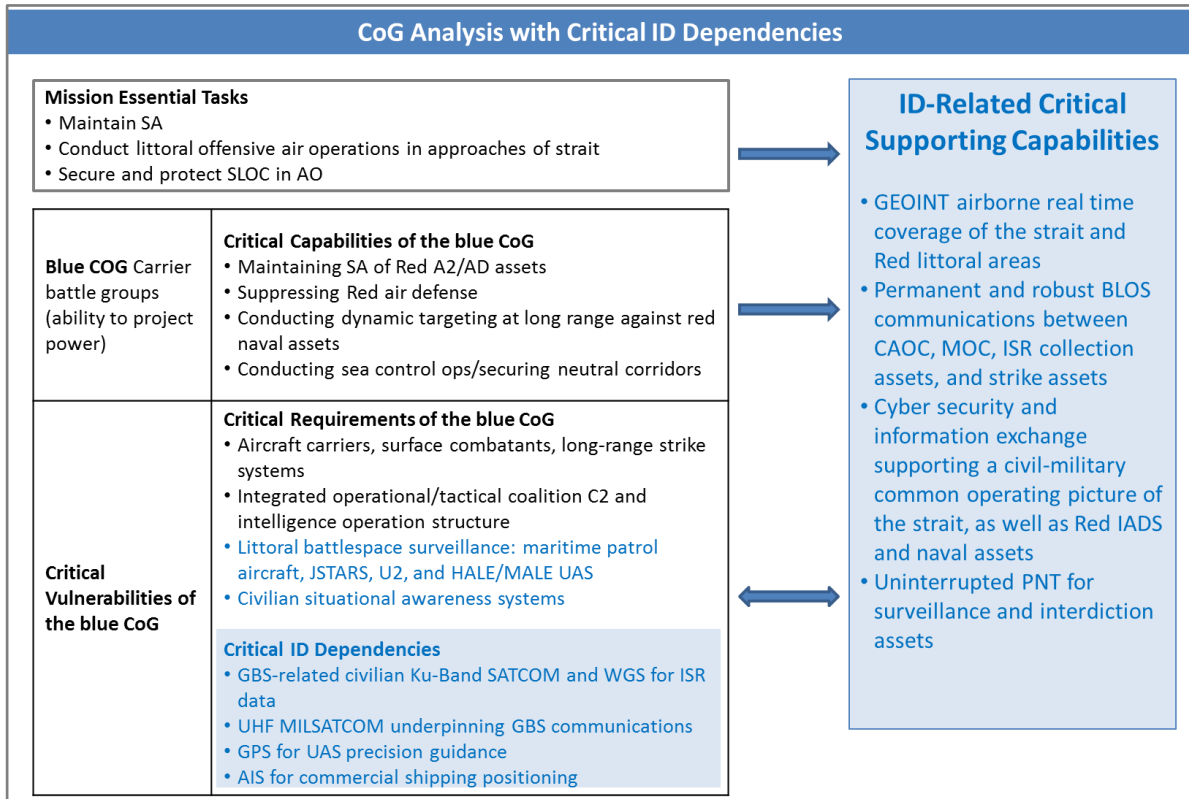 CoG Analysis with Critical ID Dependencies
Mission Essential Tasks
• Maintain SA
• Conduct littoral offensive air operations in approaches of strait
• Secure and protect SLOC in AO
Blue COG Carrier
battle groups
(ability to project
power)
Critical Capabilities of the blue CoG
• Maintaining SA of Red A2/AD assets
• Suppressing Red air defense
• Conducting dynamic targeting at long range against red
naval assets
• Conducting sea control ops/securing neutral corridors
Critical
Vulnerabilities of
the blue CoG
Critical Requirements of the blue CoG
• Aircraft carriers, surface combatants, long-range strike
systems
• Integrated operational/tactical coalition C2 and
intelligence operation structure
• Littoral battlespace surveillance: maritime patrol
aircraft, JSTARS, U2, and HALE/MALE UAS
• Civilian situational awareness systems
Critical ID Dependencies
• GBS-related civilian Ku-Band SATCOM and WGS for ISR
data
• UHF MILSATCOM underpinning GBS communications
• GPS for UAS precision guidance
• AIS for commercial shipping positioning
ID-Related Critical
Supporting Capabilities
• GEOINT airborne real time
coverage of the strait and
Red littoral areas
• Permanent and robust BLOS
communications between
CAOC, MOC, ISR collection
assets, and strike assets
• Cyber security and
information exchange
supporting a civil-military
common operating picture of
the strait, as well as Red IADS
and naval assets
• Uninterrupted PNT for
surveillance and interdiction
assets